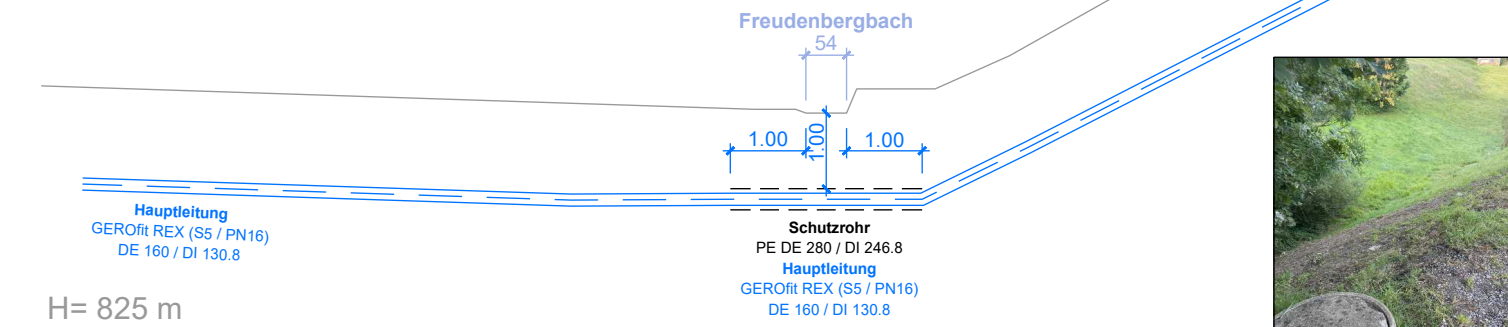 Freudenbergbach
54
1.00
1.00
1.00
Hauptleitung
GEROfit REX (S5 / PN16)
DE 160 / DI 130.8
Schutzrohr
PE DE 280 / DI 246.8
Hauptleitung
GEROfit REX (S5 / PN16)
DE 160 / DI 130.8
H= 825 m